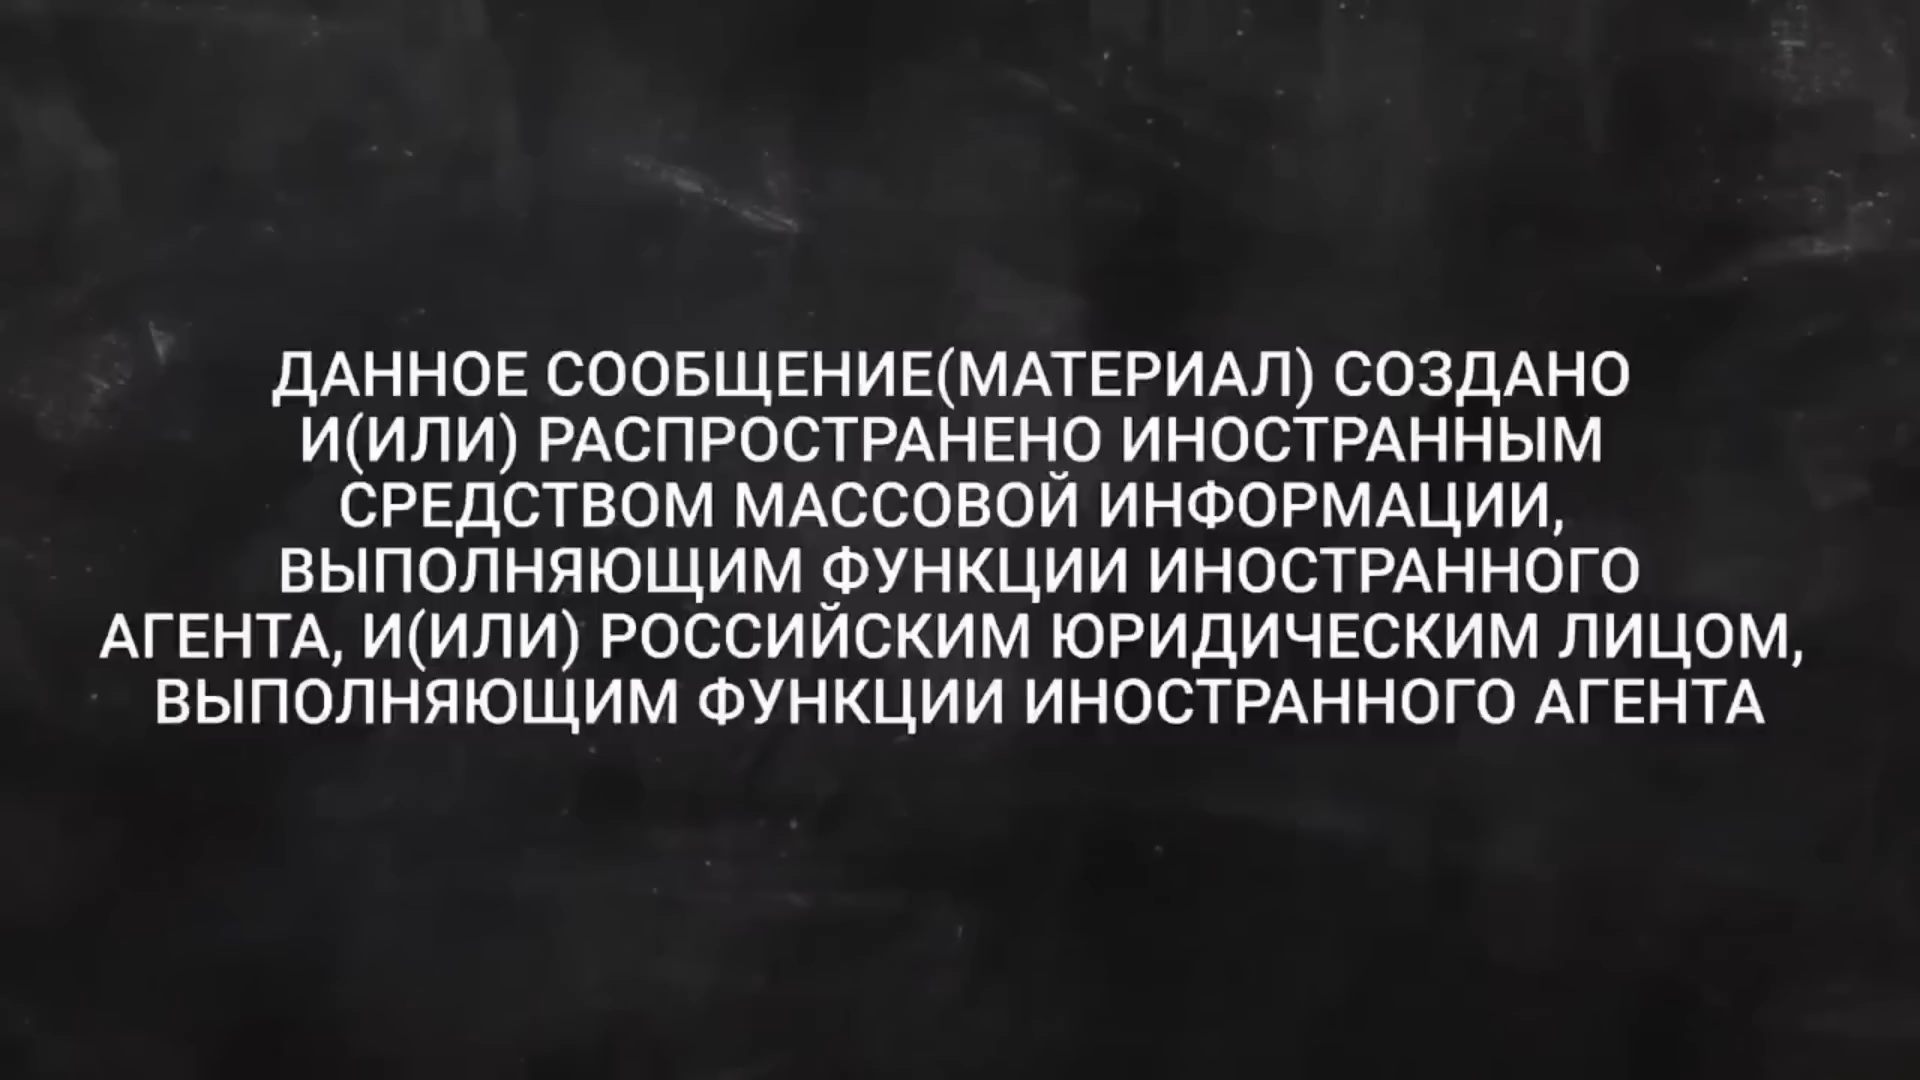 ДАННОЕ СООБЩЕНИЕ(МАТЕРИАЛ) СОЗДАНО
И(ИЛИ) РАСПРОСТРАНЕНО ИНОСТРАННЫМ
СРЕДСТВОМ МАССОВОЙ ИНФОРМАЦИИ,
ВЫПОЛНЯЮЩИМ ФУНКЦИИ ИНОСТРАННОГО
АГЕНТА, И(ИЛИ) РОССИЙСКИМ ЮРИДИЧЕСКИМ ЛИЦОМ,
ВЫПОЛНЯЮЩИМ ФУНКЦИИ ИНОСТРАННОГО АГЕНТА